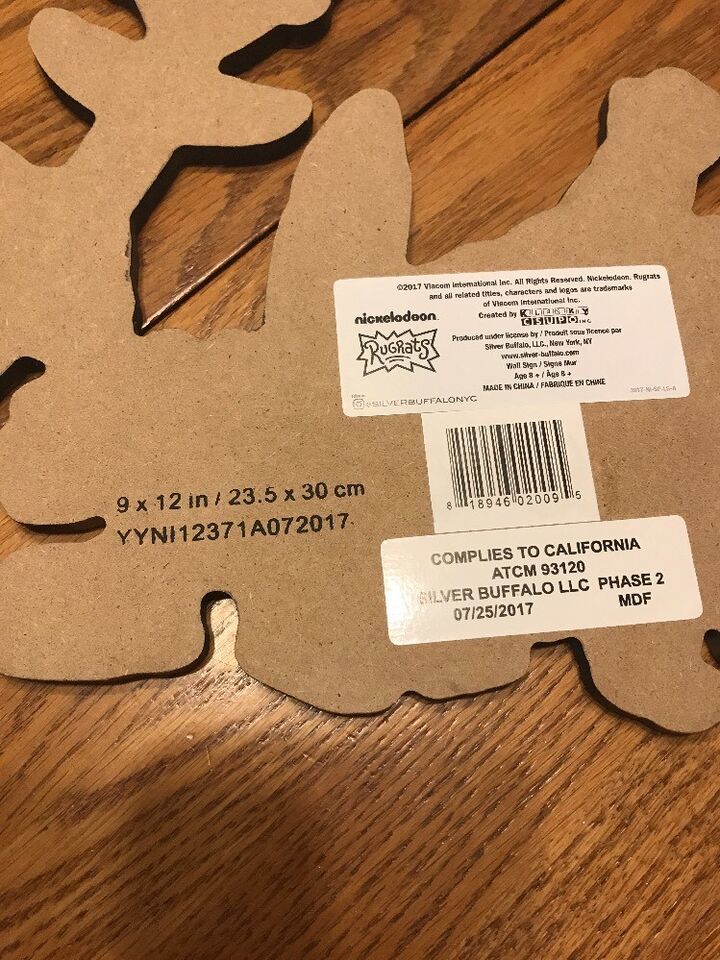 ©2017 Viacom International Inc. All Rights Reserved. Nickelodeon, Rugrats
and all related titles, characters and logos are trademarks
of Viacom International Inc.
nickelodeon
Created by KLASKY
CSUPO INC
RUGRATS
Produced under license by / Produit sous licence par
Silver Buffalo, LLC., New York, NY
www.silver-buffalo.com
Wall Sign / Signe Mur
Age 8 + / Âge 8 +
MADE IN CHINA / FABRIQUÉ EN CHINE
@SILVERBUFFALONYC
8 18946 02009 5
9 x 12 in / 23.5 x 30 cm
YYNI12371A072017
COMPLIES TO CALIFORNIA
ATCM 93120
SILVER BUFFALO LLC PHASE 2
07/25/2017 MDF